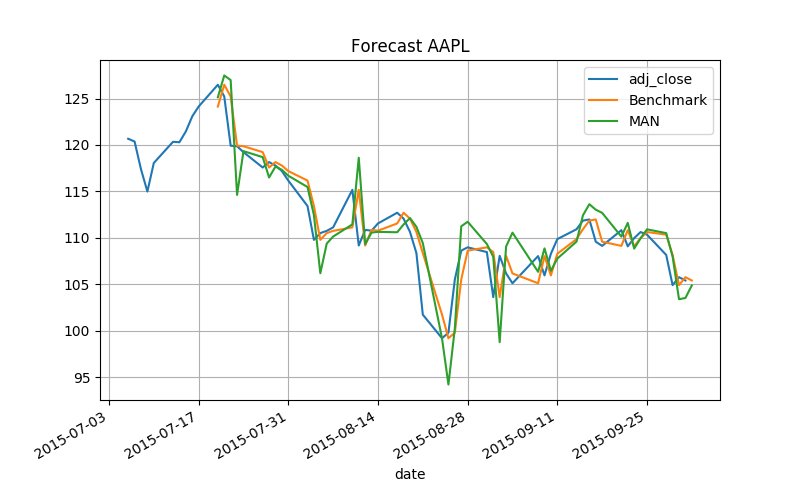 Forecast AAPL
adj_close
Benchmark
MAN
125
120
115
110
105
100
95
2015-07-03
2015-07-17
2015-07-31
2015-08-14
2015-08-28
2015-09-11
2015-09-25
date